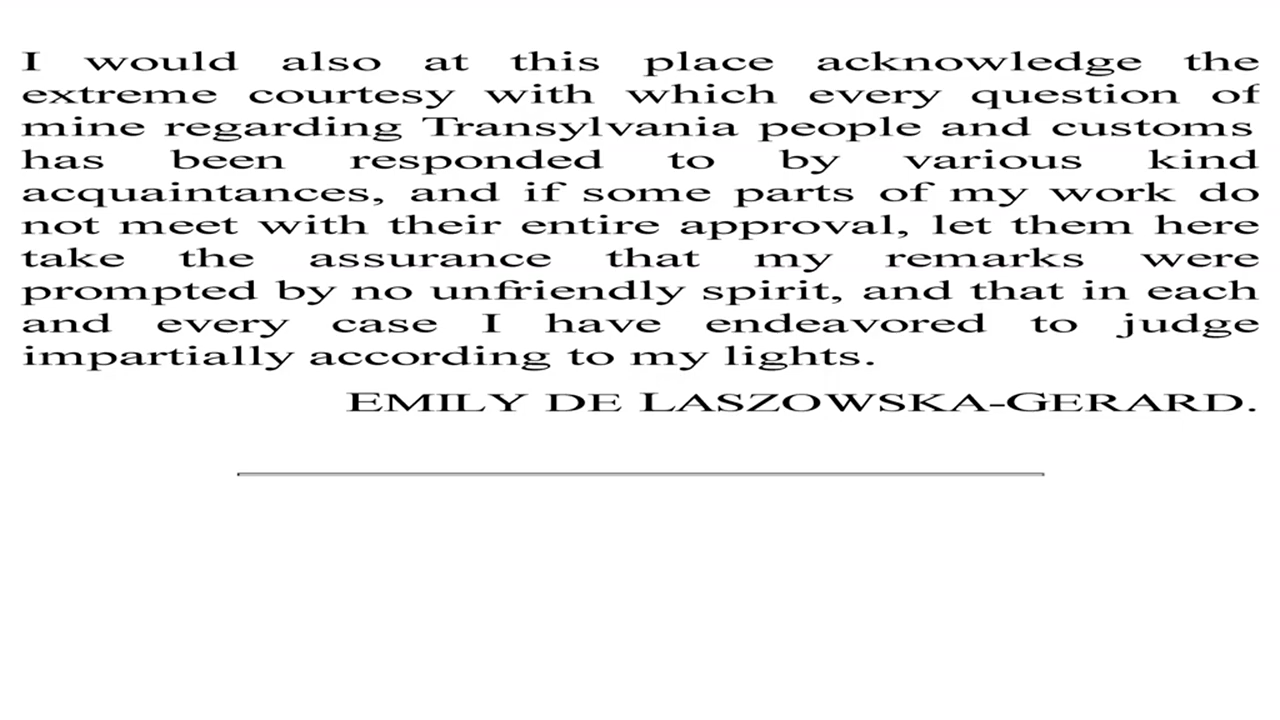 I would also at this place acknowledge the
extreme courtesy with which every question of
mine regarding Transylvania people and customs
has been responded to by various kind
acquaintances, and if some parts of my work do
not meet with their entire approval, let them here
take the assurance that my remarks were
prompted by no unfriendly spirit, and that in each
and every case I have endeavored to judge
impartially according to my lights.
EMILY DE LASZOWSKA-GERARD.